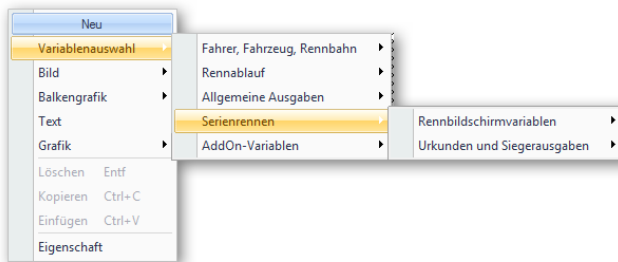 Neu
Variablenauswahl
Bild
Balkengrafik
Text
Grafik
Löschen Entf
Kopieren Ctrl+C
Einfügen Ctrl+V
Eigenschaft
Fahrer, Fahrzeug, Rennbahn
Rennablauf
Allgemeine Ausgaben
Serienrennen
AddOn-Variablen
Rennbildschirmvariablen
Urkunden und Siegerausgaben